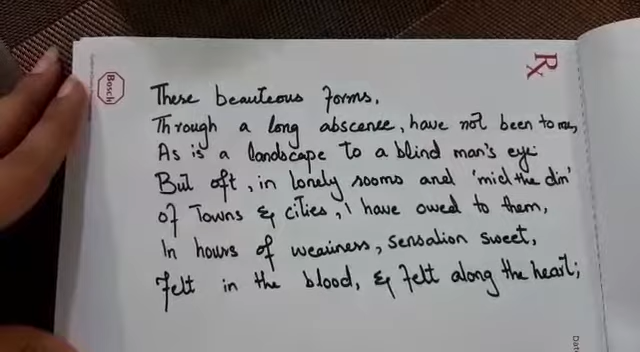 Bosch
Rx
These beauteous forms,
Through a long abscence, have not been to me,
As is a landscape to a blind man's eye:
But oft, in lonely rooms and 'mid the din'
Of Towns & cities, I have owed to them,
In hours of weariness, sensation sweet,
Felt in the blood, & felt along the heart;